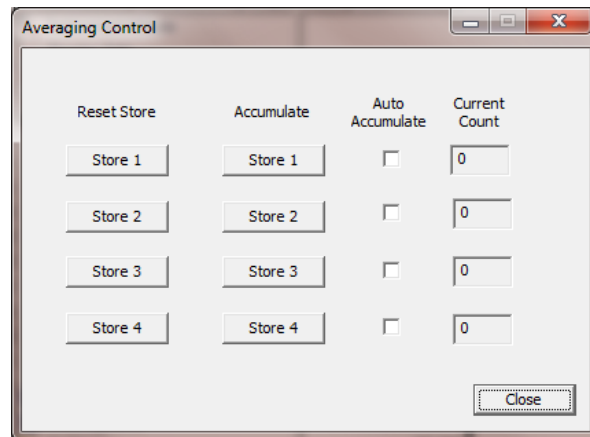 Averaging Control
Reset Store Accumulate Auto Accumulate Current Count
Store 1 Store 1 0
Store 2 Store 2 0
Store 3 Store 3 0
Store 4 Store 4 0
Close